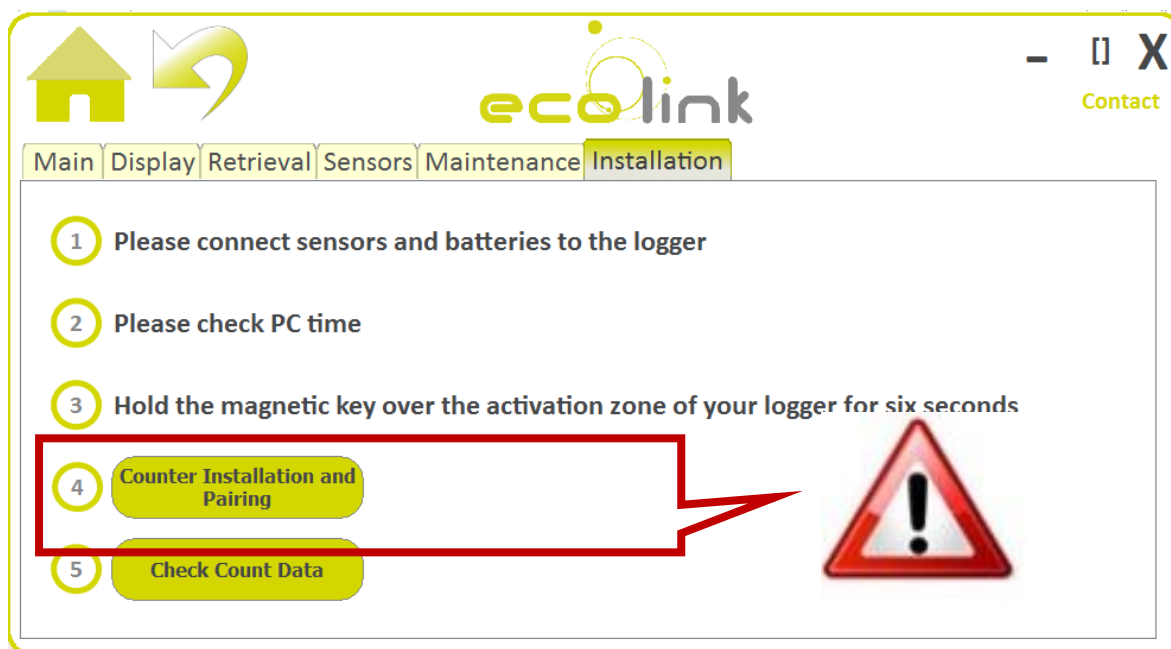 - [] X
ecolink
Contact
Main Display Retrieval Sensors Maintenance Installation
1 Please connect sensors and batteries to the logger
2 Please check PC time
3 Hold the magnetic key over the activation zone of your logger for six seconds
4 Counter Installation and
Pairing
5 Check Count Data
!